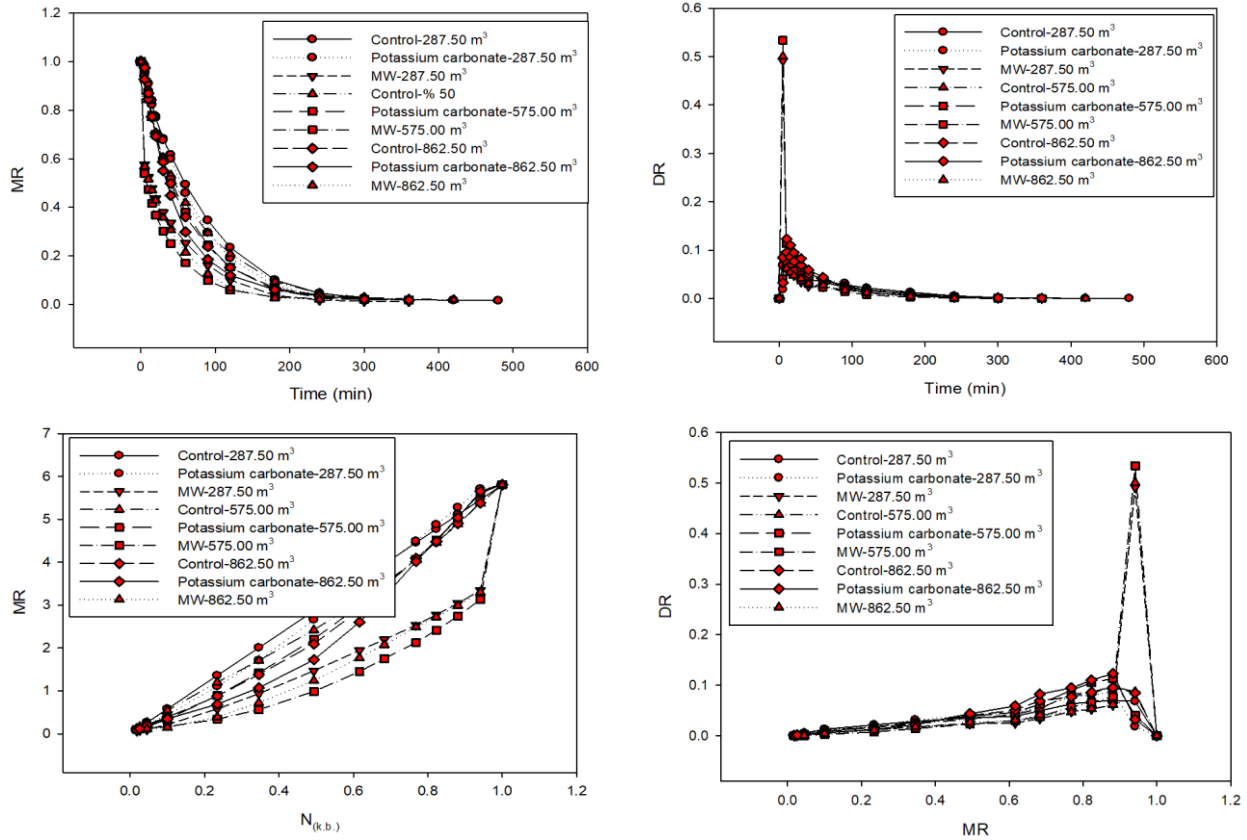 1.2
1.0
0.8
0.6
0.4
0.2
0.0
MR
Control-287.50 m³
Potassium carbonate-287.50 m³
MW-287.50 m³
Control-% 50
Potassium carbonate-575.00 m³
MW-575.00 m³
Control-862.50 m³
Potassium carbonate-862.50 m³
MW-862.50 m³
-100 0 100 200 300 400 500 600
Time (min)
0.6
0.5
0.4
0.3
0.2
0.1
0.0
DR
Control-287.50 m³
Potassium carbonate-287.50 m³
MW-287.50 m³
Control-575.00 m³
Potassium carbonate-575.00 m³
MW-575.00 m³
Control-862.50 m³
Potassium carbonate-862.50 m³
MW-862.50 m³
-100 0 100 200 300 400 500 600
Time (min)
7
6
5
4
3
2
1
0
MR
Control-287.50 m³
Potassium carbonate-287.50 m³
MW-287.50 m³
Control-575.00 m³
Potassium carbonate-575.00 m³
MW-575.00 m³
Control-862.50 m³
Potassium carbonate-862.50 m³
MW-862.50 m³
0.0 0.2 0.4 0.6 0.8 1.0 1.2
N(k.b.)
0.6
0.5
0.4
0.3
0.2
0.1
0.0
DR
Control-287.50 m³
Potassium carbonate-287.50 m³
MW-287.50 m³
Control-575.00 m³
Potassium carbonate-575.00 m³
MW-575.00 m³
Control-862.50 m³
Potassium carbonate-862.50 m³
MW-862.50 m³
0.0 0.2 0.4 0.6 0.8 1.0 1.2
MR